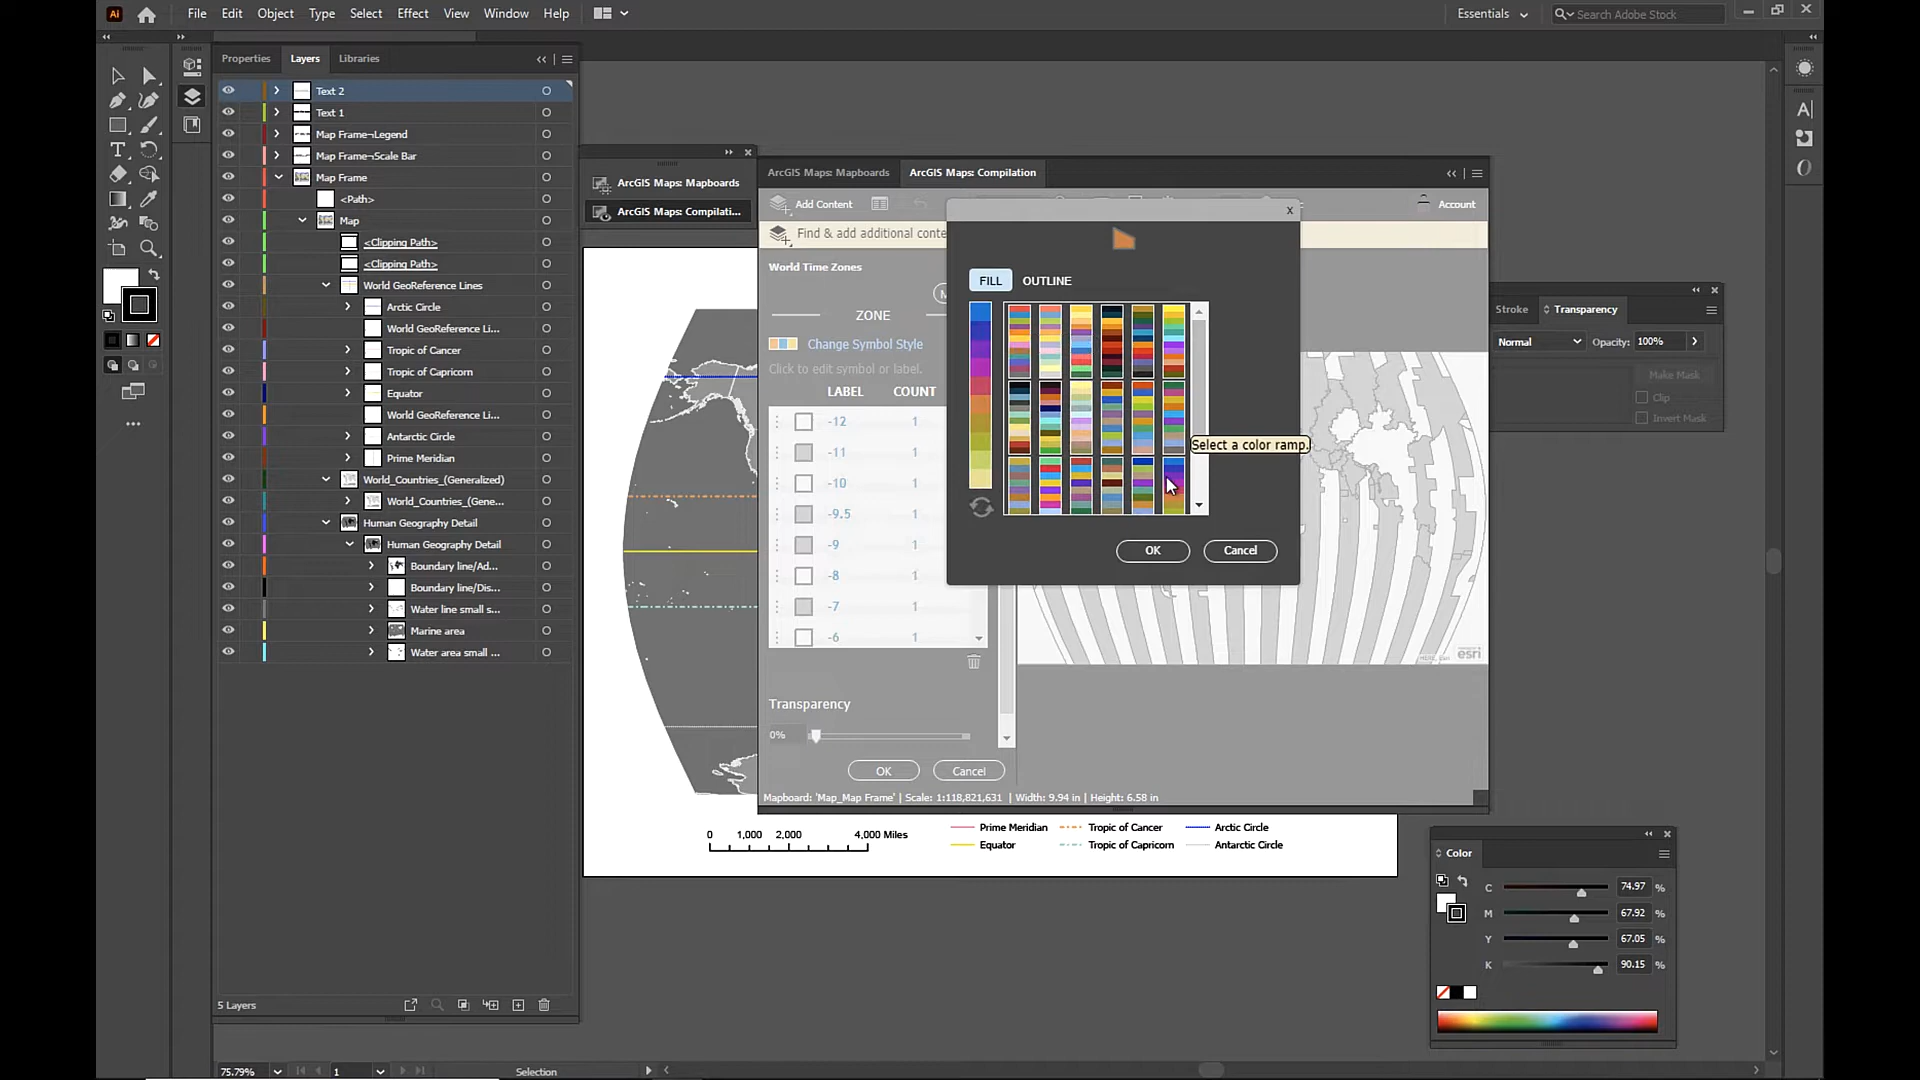 Ai File Edit Object Type Select Effect View Window Help
Essentials
Search Adobe Stock
Properties Layers Libraries
Text 2
Text 1
Map Frame¬Legend
Map Frame¬Scale Bar
Map Frame
<Path>
Map
<Clipping Path>
<Clipping Path>
World GeoReference Lines
Arctic Circle
World GeoReference Li...
Tropic of Cancer
Tropic of Capricorn
Equator
World GeoReference Li...
Antarctic Circle
Prime Meridian
World_Countries_(Generalized)
World_Countries_(Gene...
Human Geography Detail
Human Geography Detail
Boundary line/Ad...
Boundary line/Dis...
Water line small s...
Marine area
Water area small ...
5 Layers
75.79% 1 Selection
ArcGIS Maps: Mapboards
ArcGIS Maps: Compilati...
ArcGIS Maps: Mapboards ArcGIS Maps: Compilation
Add Content
Account
Find & add additional conte
World Time Zones
ZONE
Change Symbol Style
Click to edit symbol or label.
LABEL COUNT
-12 1
-11 1
-10 1
-9.5 1
-9 1
-8 1
-7 1
-6 1
Transparency
0%
OK Cancel
Mapboard: 'Map_Map Frame' | Scale: 1:118,821,631 | Width: 9.94 in | Height: 6.58 in
x
FILL OUTLINE
Select a color ramp.
OK Cancel
esri
0 1,000 2,000 4,000 Miles
Prime Meridian Tropic of Cancer Arctic Circle
Equator Tropic of Capricorn Antarctic Circle
Stroke Transparency
Normal Opacity: 100%
Make Mask
Clip
Invert Mask
Color
C 74.97 %
M 67.92 %
Y 67.05 %
K 90.15 %